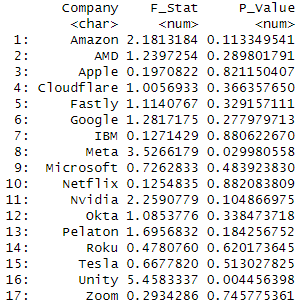 Company F_Stat P_Value
<char> <num> <num>
1: Amazon 2.1813184 0.113349541
2: AMD 1.2397254 0.289801791
3: Apple 0.1970822 0.821150407
4: Cloudflare 1.0056933 0.366357650
5: Fastly 1.1140767 0.329157111
6: Google 1.2817175 0.277979713
7: IBM 0.1271429 0.880622670
8: Meta 3.5266179 0.029980558
9: Microsoft 0.7262833 0.483923830
10: Netflix 0.1254835 0.882083809
11: Nvidia 2.2590779 0.104866975
12: Okta 1.0853776 0.338473718
13: Pelaton 1.6956832 0.184256752
14: Roku 0.4780760 0.620173645
15: Tesla 0.6677820 0.513027825
16: Unity 5.4583337 0.004456398
17: Zoom 0.2934286 0.745775361